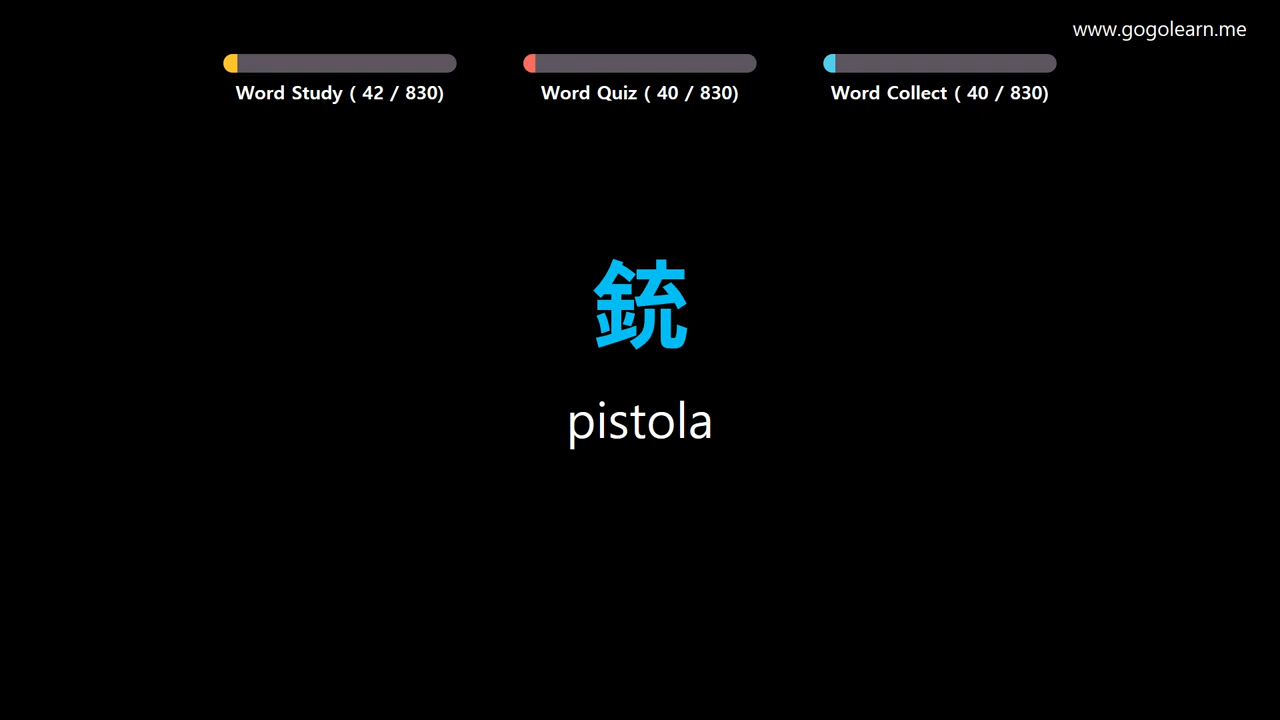 www.gogolearn.me
Word Study ( 42 / 830)
Word Quiz ( 40 / 830)
Word Collect ( 40 / 830)
銃
pistola